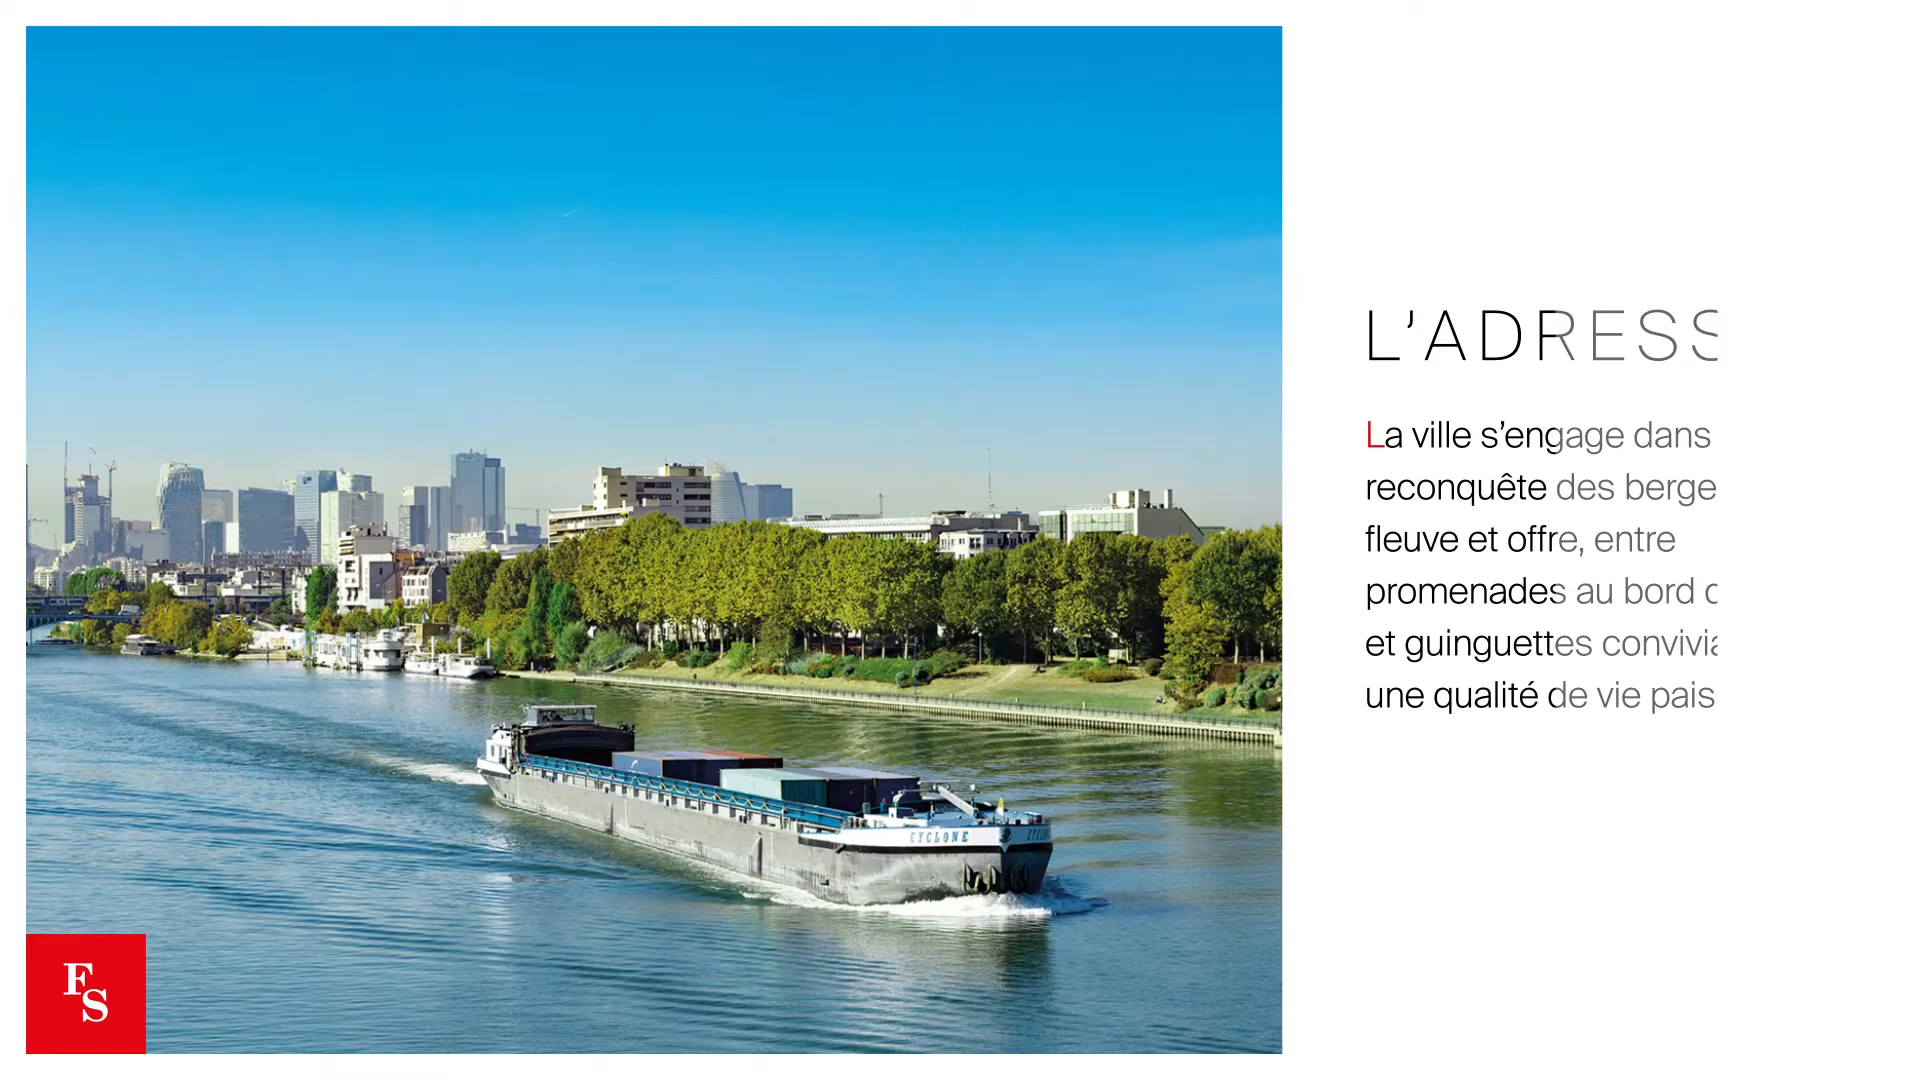 L'ADRESS
La ville s'engage dans
reconquête des berge
fleuve et offre, entre
promenades au bord
et guinguettes convivia
une qualité de vie pais
CYCLONE
FS